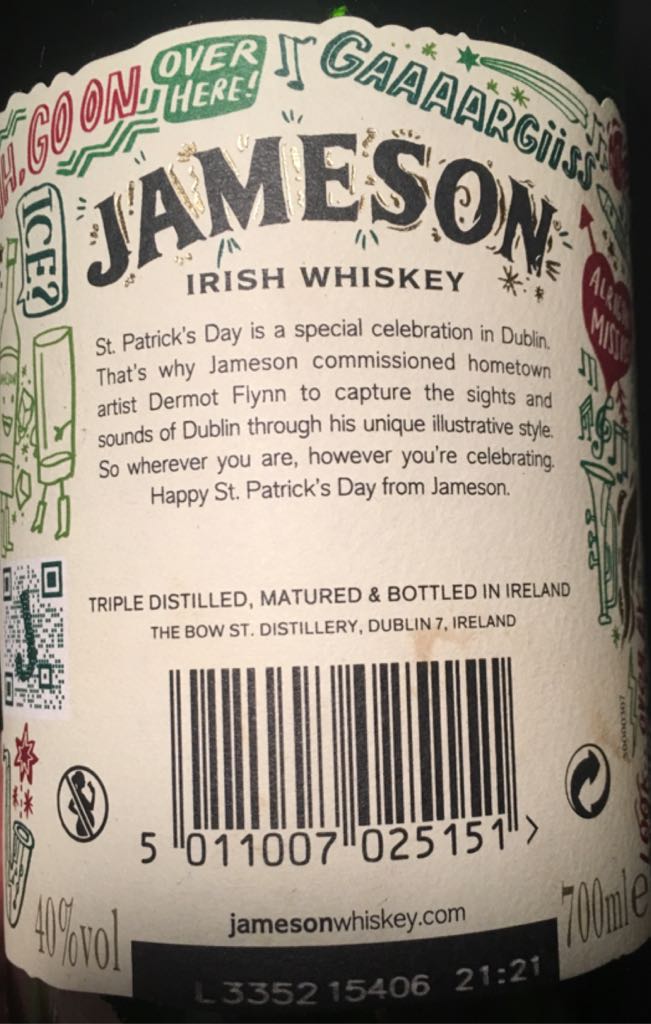 GO ON
OVER
HERE!
GAAAARGiiSS
ICE?
JAMESON
IRISH WHISKEY
St. Patrick's Day is a special celebration in Dublin.
That's why Jameson commissioned hometown
artist Dermot Flynn to capture the sights and
sounds of Dublin through his unique illustrative style.
So wherever you are, however you're celebrating.
Happy St. Patrick's Day from Jameson.
TRIPLE DISTILLED, MATURED & BOTTLED IN IRELAND
THE BOW ST. DISTILLERY, DUBLIN 7, IRELAND
5 011007 025151 >
jamesonwhiskey.com
40%vol
700ml e
L335215406 21:21